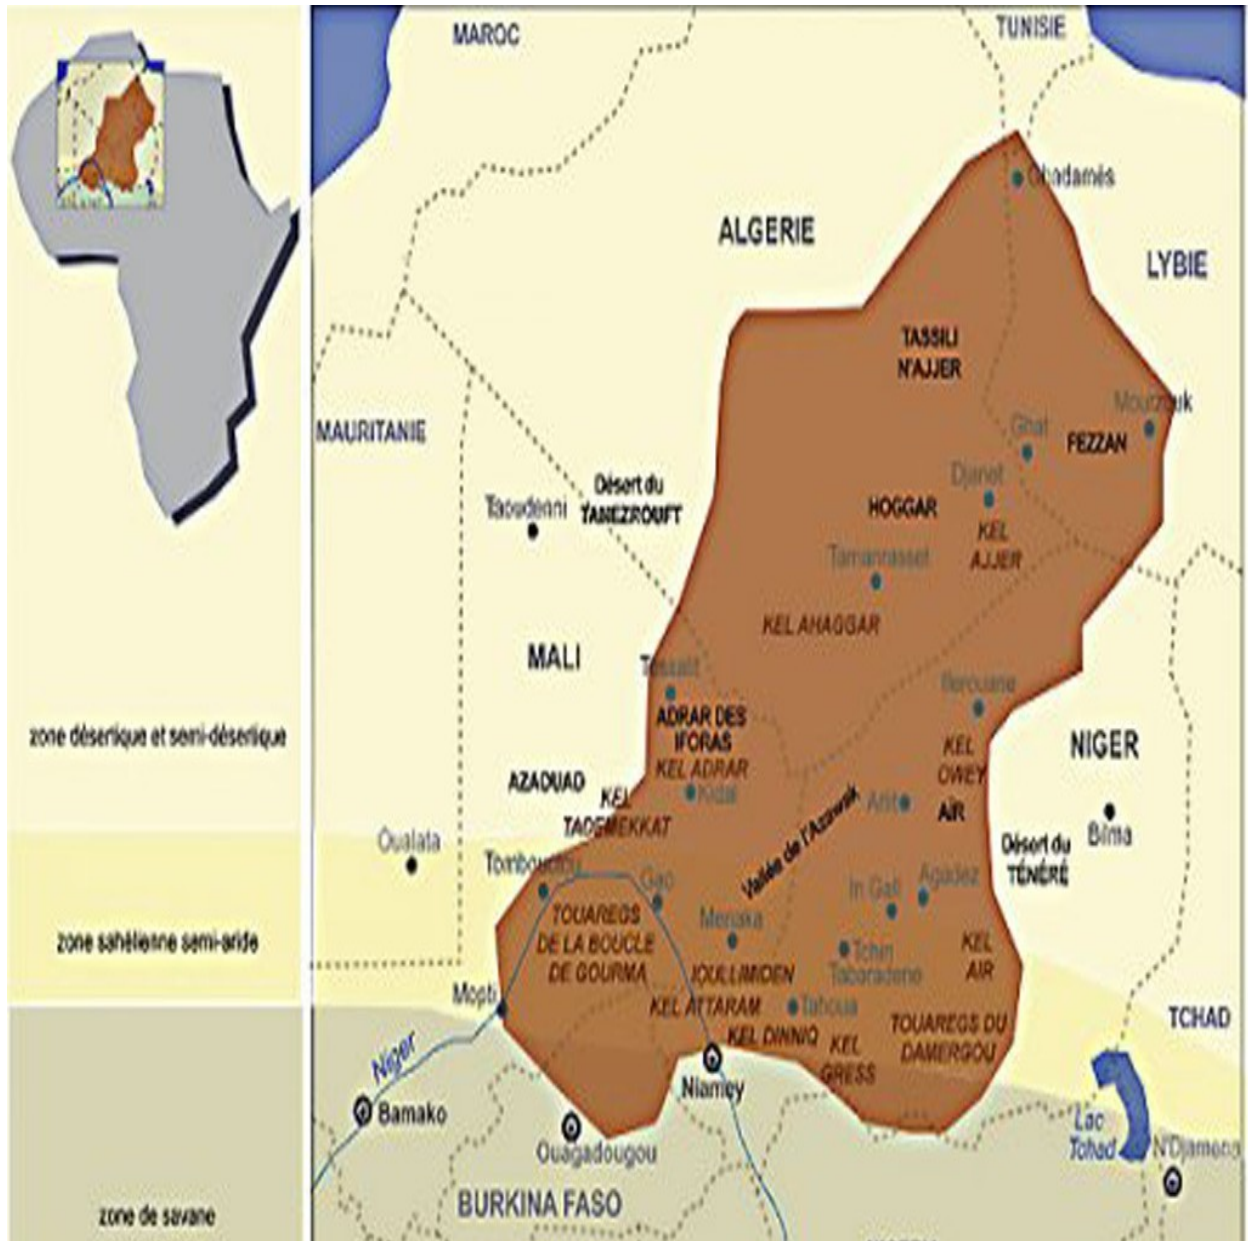 MAROC
TUNISIE
Ghadamès
ALGERIE
LYBIE
TASSILI
N'AJJER
Mourzouk
MAURITANIE
Ghat
FEZZAN
Djanet
Désert du
TANEZROUFT
Taoudenni
HOGGAR
KEL
AJJER
Tamanrasset
KEL AHAGGAR
MALI
Tessalit
Iferouane
ADRAR DES
IFORAS
KEL ADRAR
zone désertique et semi-désertique
NIGER
KEL
OWEY
AZAOUAD
KEL
TADEMEKKAT
Kidal
Vallée de l'Azawak
Arlit
AÏR
Bilma
Oualata
Désert du
TÉNÉRÉ
Tombouctou
Gao
In Gall
Agadez
Menaka
TOUAREGS
DE LA BOUCLE
DE GOURMA
zone sahélienne semi-aride
KEL
AIR
Tchin
Tabaradene
IOULLIMIDEN
KEL ATTARAM
Mopti
Tahoua
TCHAD
KEL DINNIQ
KEL
GRESS
TOUAREGS DU
DAMERGOU
Niger
Niamey
Bamako
Lac
Tchad
Ouagadougou
N'Djamena
BURKINA FASO
zone de savane